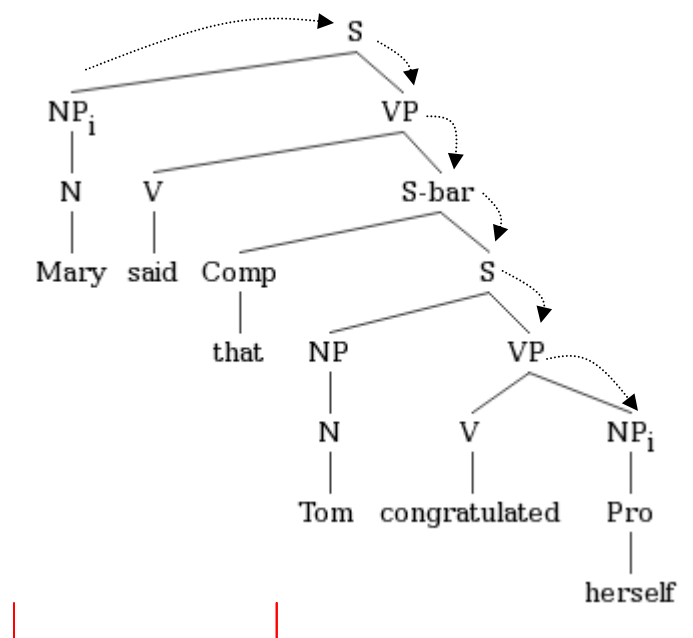 S
NPi VP
N V S-bar
Mary said Comp S
that NP VP
N V NPi
Tom congratulated Pro
herself